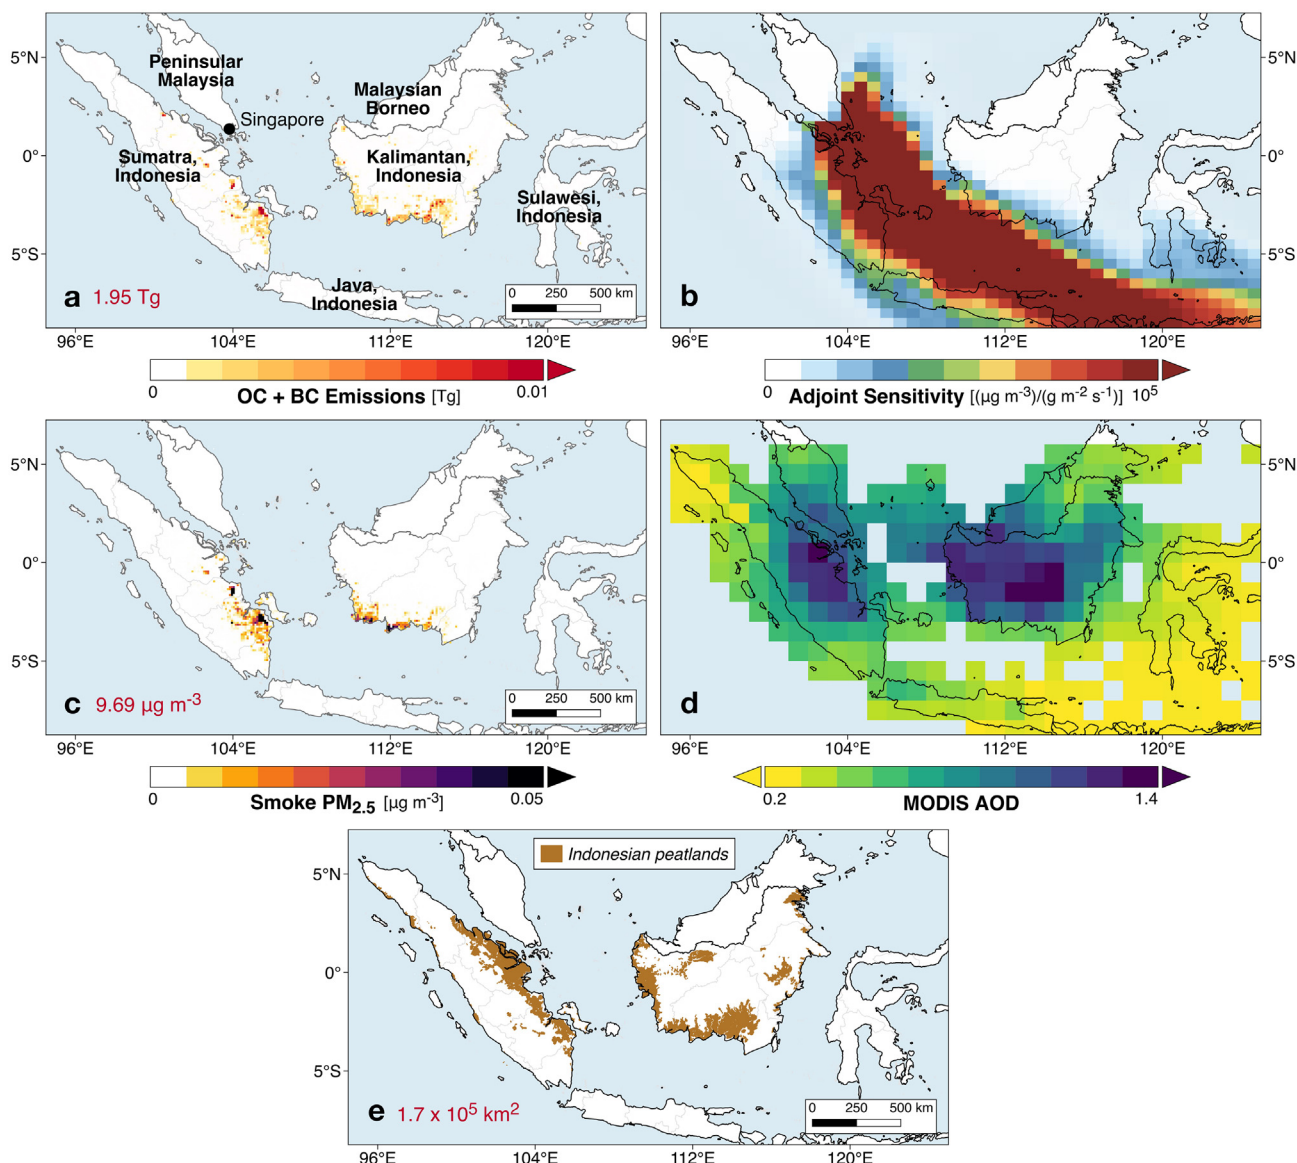 5°N
0°
5°S
Peninsular
Malaysia
Malaysian
Borneo
Singapore
Sumatra,
Indonesia
Kalimantan,
Indonesia
Sulawesi,
Indonesia
Java,
Indonesia
a 1.95 Tg
0 250 500 km
96°E 104°E 112°E 120°E
0 0.01
OC + BC Emissions [Tg]
b
5°N
0°
5°S
96°E 104°E 112°E 120°E
0 Adjoint Sensitivity [(μg m⁻³)/(g m⁻² s⁻¹)] 10⁵
5°N
0°
5°S
c 9.69 μg m⁻³
0 250 500 km
96°E 104°E 112°E 120°E
0 0.05
Smoke PM₂.₅ [μg m⁻³]
d
5°N
0°
5°S
96°E 104°E 112°E 120°E
0.2 1.4
MODIS AOD
Indonesian peatlands
5°N
0°
5°S
e 1.7 x 10⁵ km²
0 250 500 km
96°E 104°E 112°E 120°E